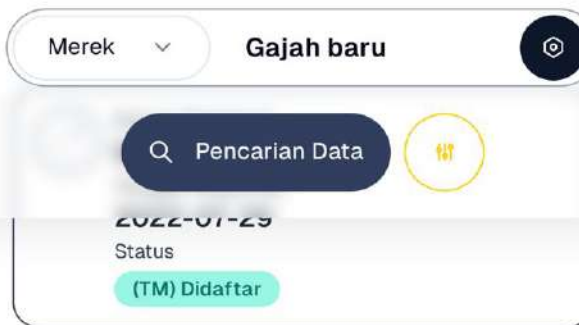 Merek
Gajah baru
Pencarian Data
2022-07-29
Status
(TM) Didaftar